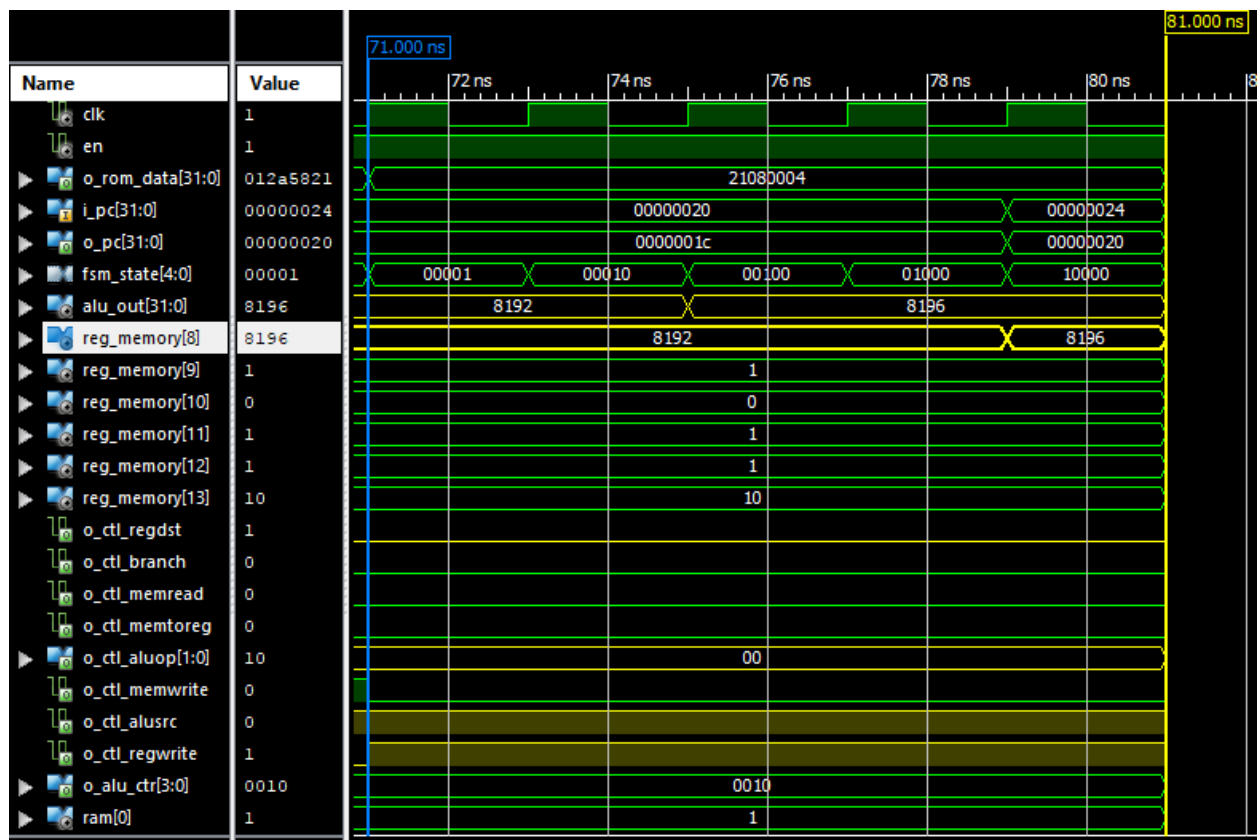 81.000 ns
71.000 ns
Name Value 72 ns 74 ns 76 ns 78 ns 80 ns 8
clk 1
en 1
o_rom_data[31:0] 012a5821 21080004
i_pc[31:0] 00000024 00000020 00000024
o_pc[31:0] 00000020 0000001c 00000020
fsm_state[4:0] 00001 00001 00010 00100 01000 10000
alu_out[31:0] 8196 8192 8196
reg_memory[8] 8196 8192 8196
reg_memory[9] 1 1
reg_memory[10] 0 0
reg_memory[11] 1 1
reg_memory[12] 1 1
reg_memory[13] 10 10
o_ctl_regdst 1
o_ctl_branch 0
o_ctl_memread 0
o_ctl_memtoreg 0
o_ctl_aluop[1:0] 10 00
o_ctl_memwrite 0
o_ctl_alusrc 0
o_ctl_regwrite 1
o_alu_ctr[3:0] 0010 0010
ram[0] 1 1